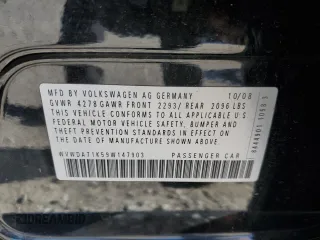 MFD BY VOLKSWAGEN AG GERMANY 10/08
GVWR 4278 GAWR FRONT 2293/ REAR 2096 LBS
THIS VEHICLE CONFORMS TO ALL APPLICABLE U.S.
FEDERAL MOTOR VEHICLE SAFETY, BUMPER AND
THEFT PREVENTION STANDARDS IN EFFECT ON THE
DATE OF MANUFACTURE SHOWN ABOVE.
WVWDA71K59W147903 PASSENGER CAR